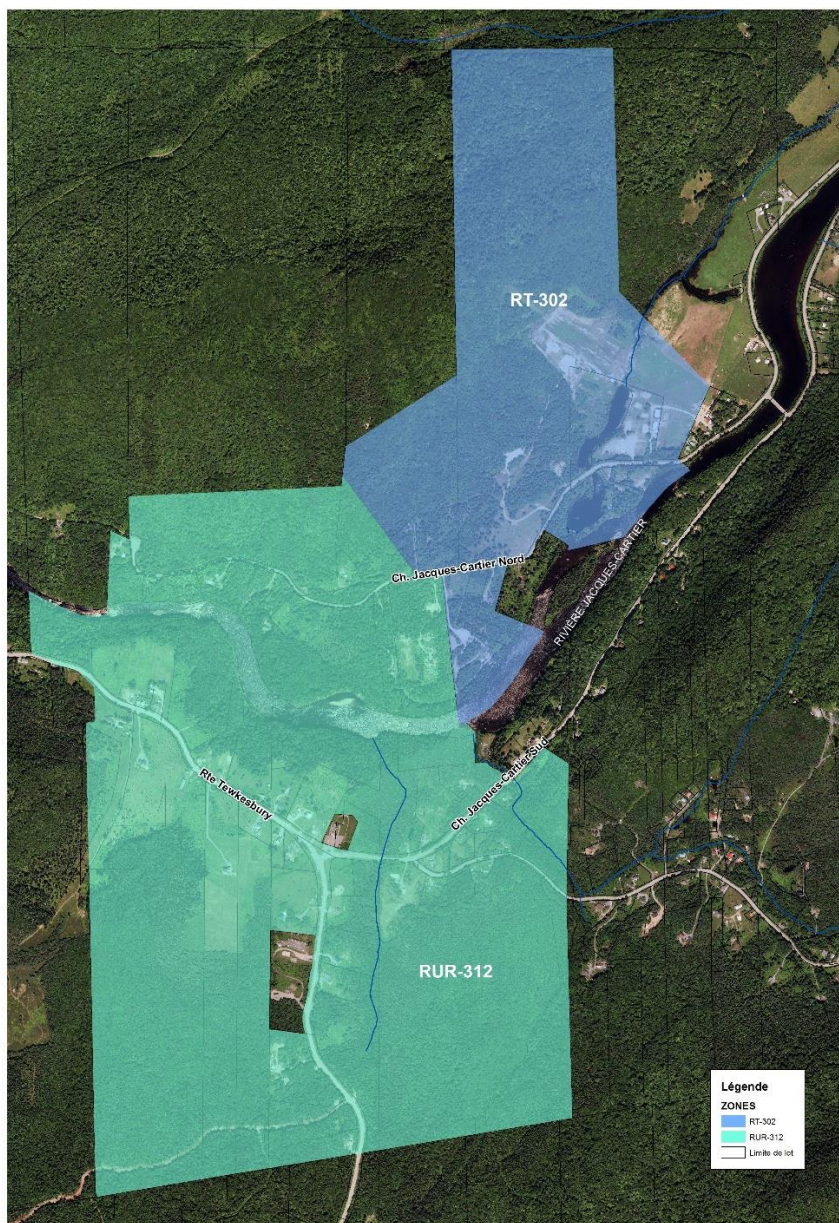 RT-302
Ch. Jacques-Cartier Nord
RIVIÈRE JACQUES-CARTIER
Rte Tewkesbury
Ch. Jacques-Cartier Sud
RUR-312
Légende
ZONES
RT-302
RUR-312
Limite de lot